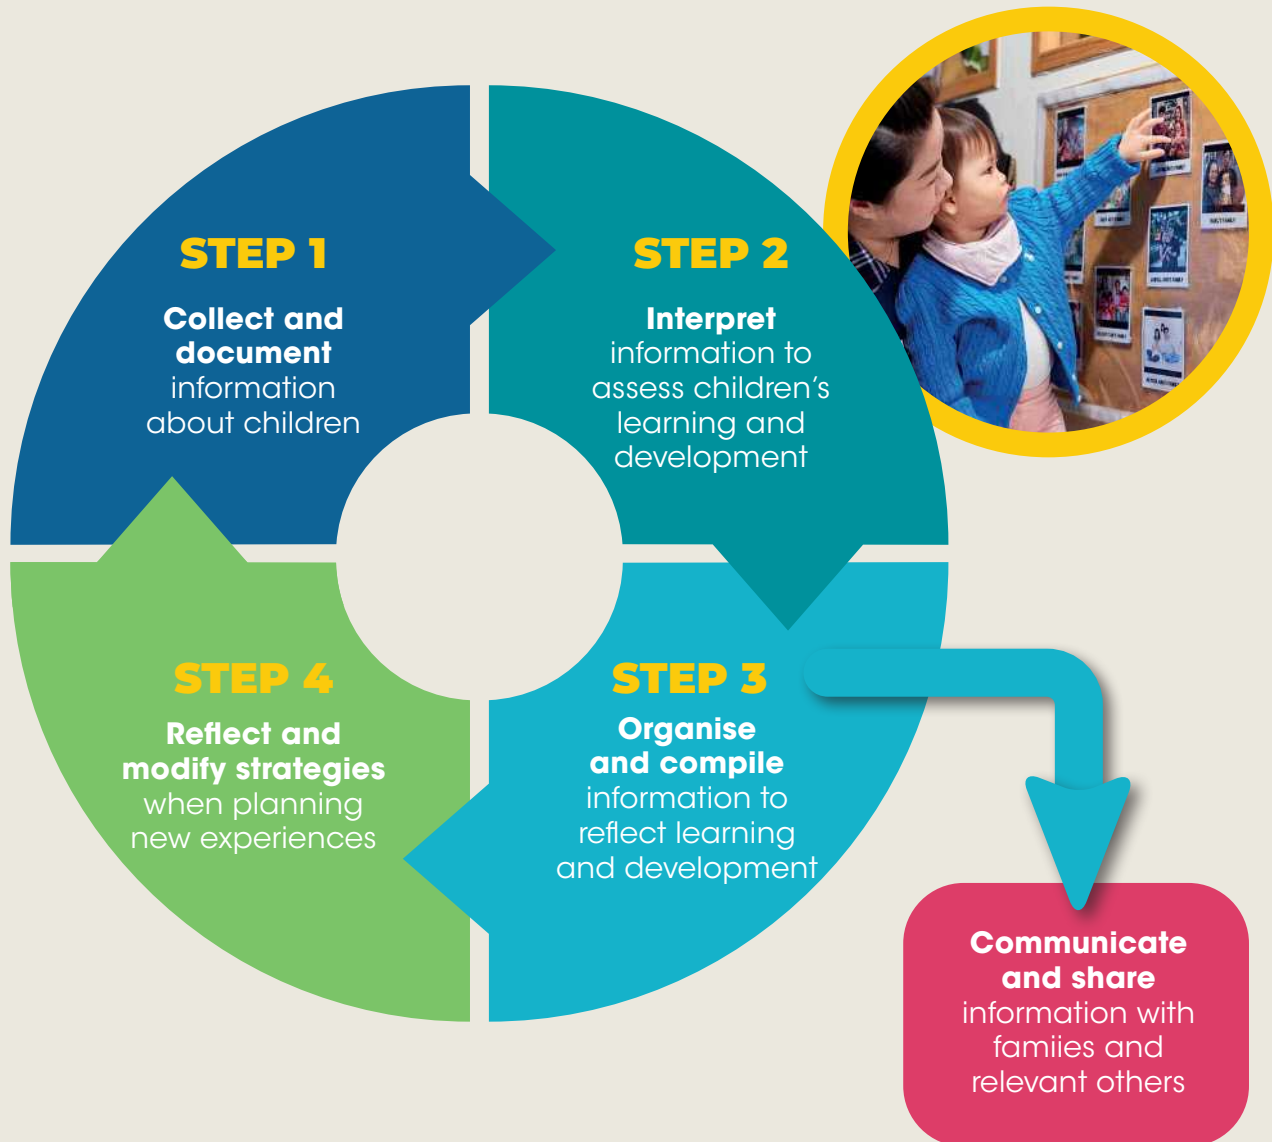 STEP 1
Collect and
document
information
about children
STEP 2
Interpret
information to
assess children's
learning and
development
STEP 3
Organise
and compile
information to
reflect learning
and development
STEP 4
Reflect and
modify strategies
when planning
new experiences
Communicate
and share
information with
famiies and
relevant others